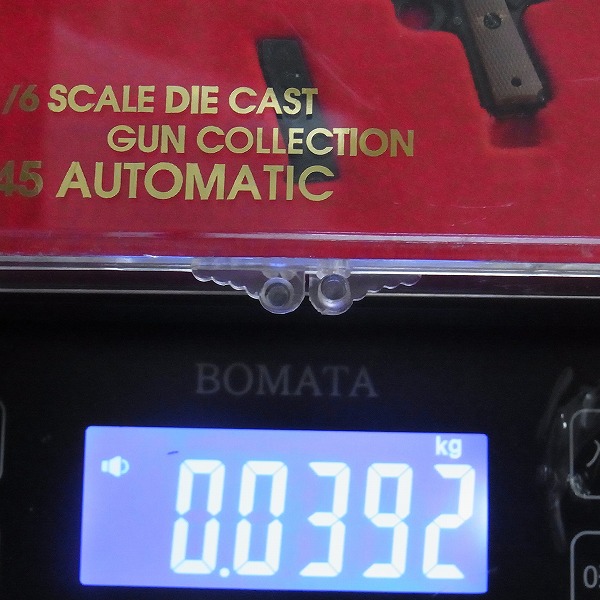 /6 SCALE DIE CAST
GUN COLLECTION
45 AUTOMATIC
BOMATA
kg
0.0392